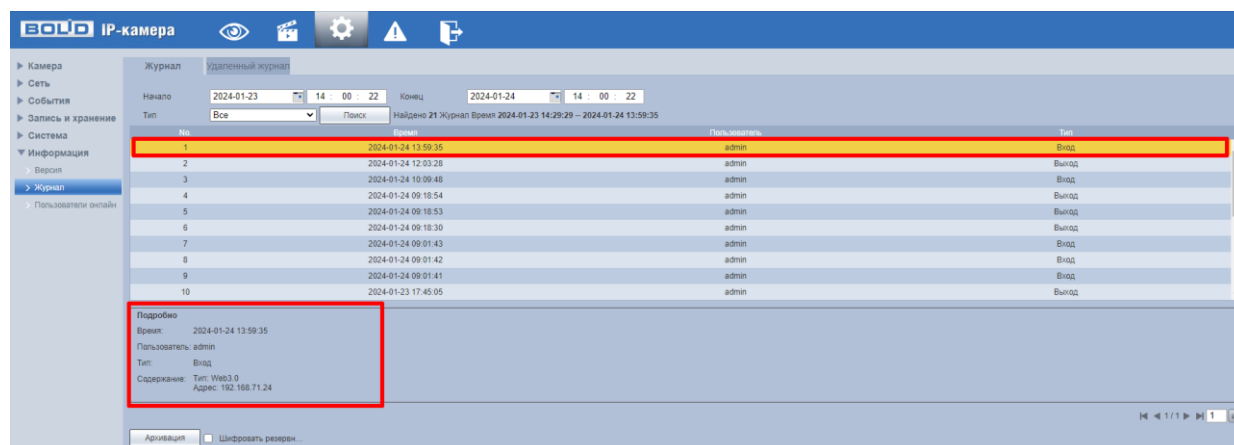 BOLID IP-камера
Камера
Сеть
События
Запись и хранение
Система
Информация
Версия
Журнал
Пользователи онлайн
Журнал Удаленный журнал
Начало 2024-01-23 14 : 00 : 22 Конец 2024-01-24 14 : 00 : 22
Тип Все Поиск Найдено 21 Журнал Время 2024-01-23 14:29:29 -- 2024-01-24 13:59:35
No. Время Пользователь Тип
1 2024-01-24 13:59:35 admin Вход
2 2024-01-24 12:03:28 admin Выход
3 2024-01-24 10:09:48 admin Вход
4 2024-01-24 09:18:54 admin Выход
5 2024-01-24 09:18:53 admin Выход
6 2024-01-24 09:18:30 admin Выход
7 2024-01-24 09:01:43 admin Вход
8 2024-01-24 09:01:42 admin Вход
9 2024-01-24 09:01:41 admin Вход
10 2024-01-23 17:45:05 admin Выход
Подробно
Время: 2024-01-24 13:59:35
Пользователь: admin
Тип: Вход
Содержание: Тип: Web3.0
Адрес: 192.168.71.24
1 / 1 1
Архивация Шифровать резервн...